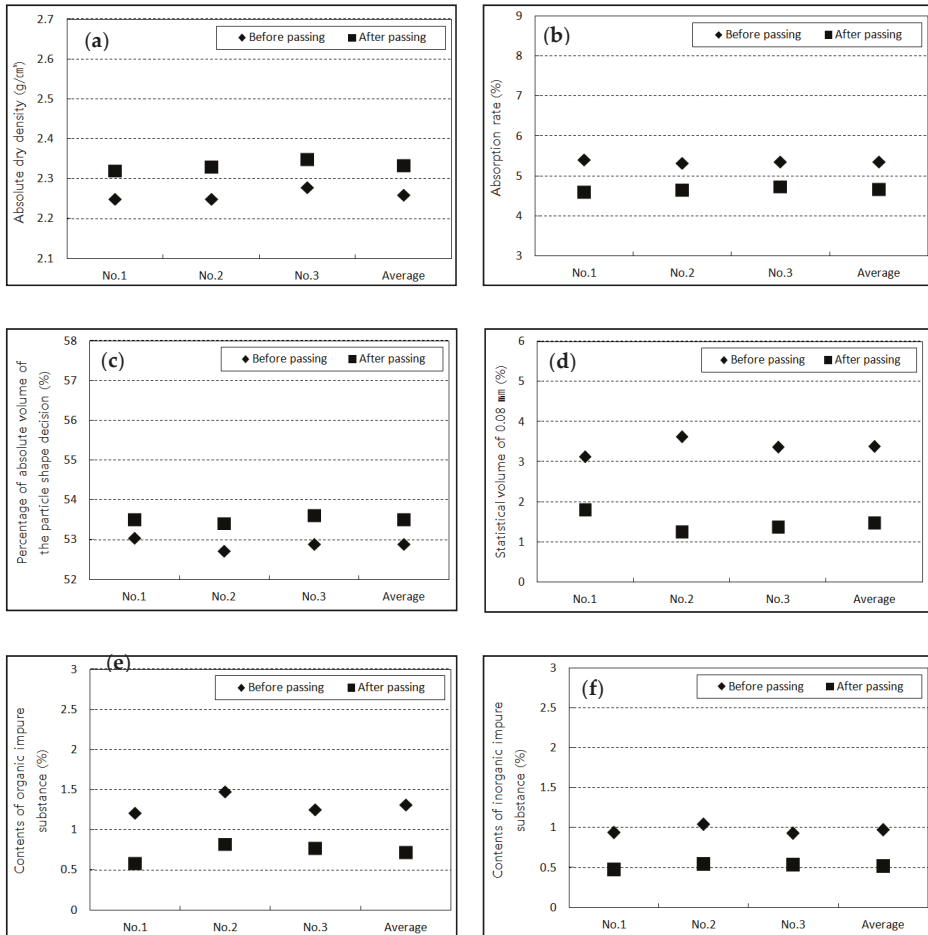 (a)
Before passing After passing
Absolute dry density (g/㎤)
2.7
2.6
2.5
2.4
2.3
2.2
2.1
No.1 No.2 No.3 Average
(b)
Before passing After passing
Absorption rate (%)
9
8
7
6
5
4
3
No.1 No.2 No.3 Average
(c)
Before passing After passing
Percentage of absolute volume of
the particle shape decision (%)
58
57
56
55
54
53
52
No.1 No.2 No.3 Average
(d)
Before passing After passing
Statistical volume of 0.08 ㎜ (%)
6
5
4
3
2
1
0
No.1 No.2 No.3 Average
(e)
Before passing After passing
Contents of organic impure
substance (%)
3
2.5
2
1.5
1
0.5
0
No.1 No.2 No.3 Average
(f)
Before passing After passing
Contents of inorganic impure
substance (%)
3
2.5
2
1.5
1
0.5
0
No.1 No.2 No.3 Average